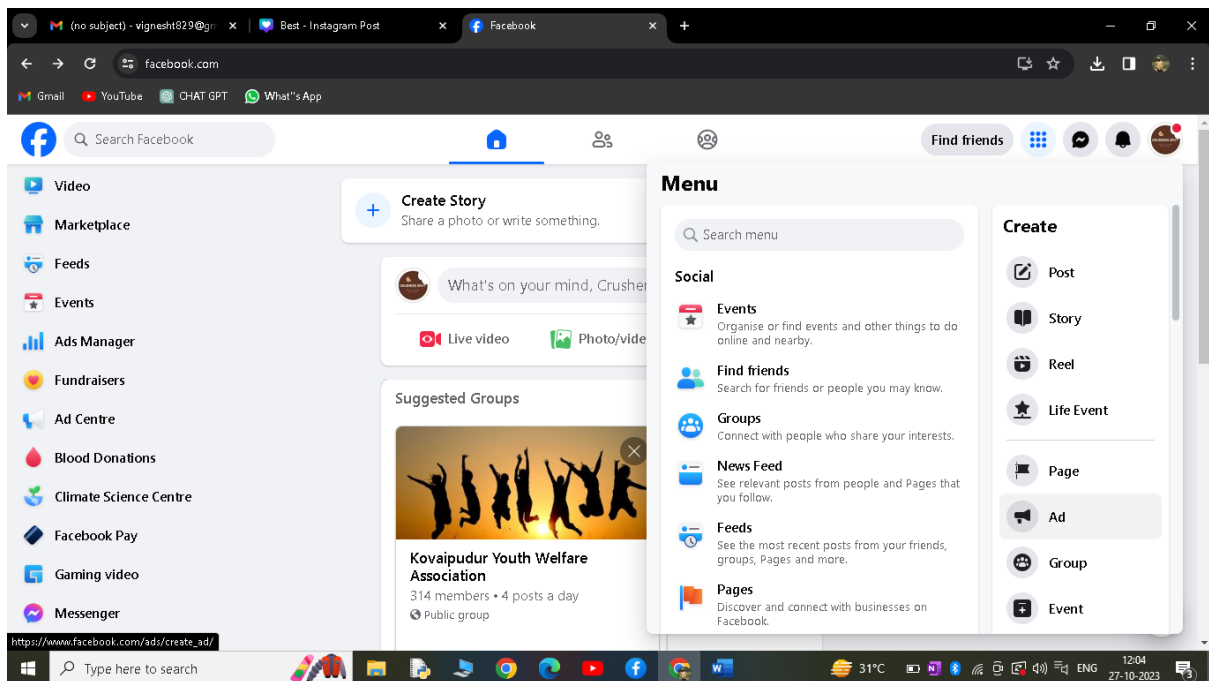 (no subject) - vignesht829@gm
Best - Instagram Post
Facebook
facebook.com
Gmail
YouTube
CHAT GPT
What"s App
Search Facebook
Find friends
Video
Marketplace
Feeds
Events
Ads Manager
Fundraisers
Ad Centre
Blood Donations
Climate Science Centre
Facebook Pay
Gaming video
Messenger
https://www.facebook.com/ads/create_ad/
Create Story
Share a photo or write something.
What's on your mind, Crusher
Live video
Photo/vide
Suggested Groups
Kovaipudur Youth Welfare
Association
314 members • 4 posts a day
Public group
Menu
Search menu
Social
Events
Organise or find events and other things to do
online and nearby.
Find friends
Search for friends or people you may know.
Groups
Connect with people who share your interests.
News Feed
See relevant posts from people and Pages that
you follow.
Feeds
See the most recent posts from your friends,
groups, Pages and more.
Pages
Discover and connect with businesses on
Facebook.
Create
Post
Story
Reel
Life Event
Page
Ad
Group
Event
Type here to search
31°C
ENG
12:04
27-10-2023
3